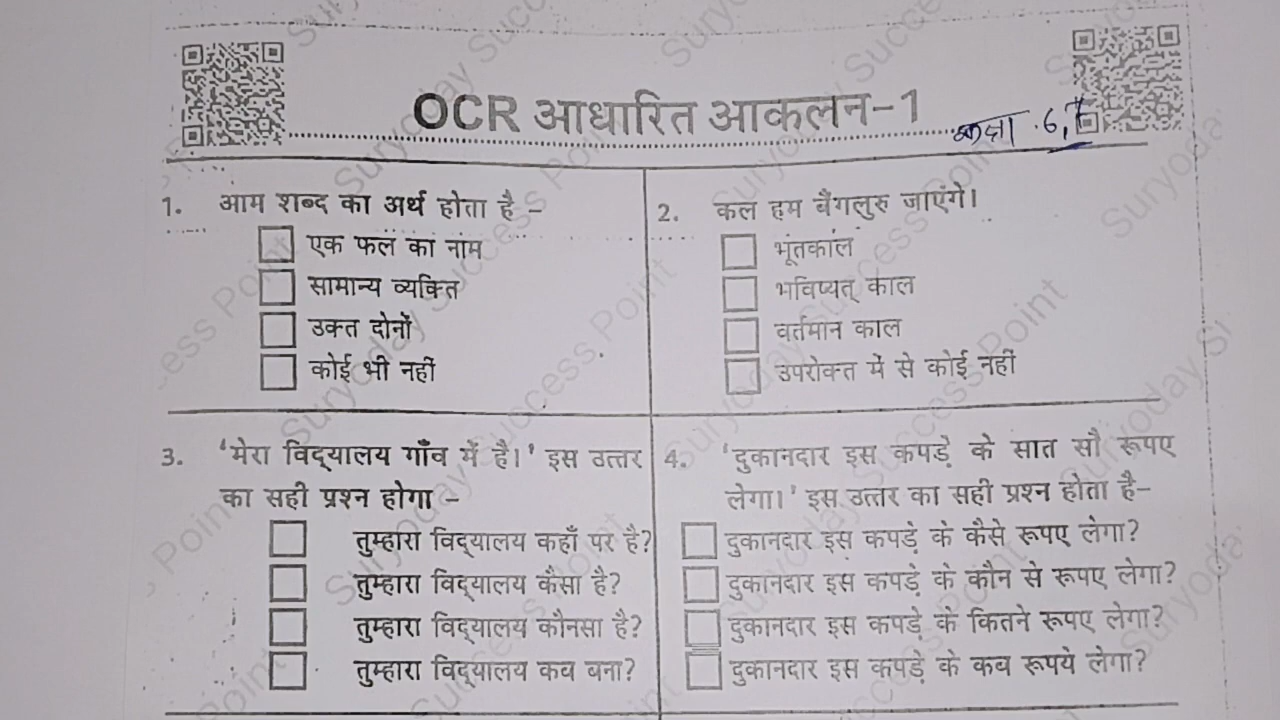 OCR आधारित आकलन-1
कक्षा 6,7
1. आम शब्द का अर्थ होता है –
एक फल का नाम
सामान्य व्यक्ति
उक्त दोनों
कोई भी नहीं
2. कल हम बैंगलुरु जाएंगे।
भूतकाल
भविष्यत् काल
वर्तमान काल
उपरोक्त में से कोई नहीं
3. 'मेरा विद्यालय गाँव में है।' इस उत्तर
का सही प्रश्न होगा –
तुम्हारा विद्यालय कहाँ पर है?
तुम्हारा विद्यालय कैसा है?
तुम्हारा विद्यालय कौनसा है?
तुम्हारा विद्यालय कब बना?
4. 'दुकानदार इस कपड़े के सात सौ रूपए
लेगा।' इस उत्तर का सही प्रश्न होता है–
दुकानदार इस कपड़े के कैसे रूपए लेगा?
दुकानदार इस कपड़े के कौन से रूपए लेगा?
दुकानदार इस कपड़े के कितने रूपए लेगा?
दुकानदार इस कपड़े के कब रूपये लेगा?
Suryoday Success Point